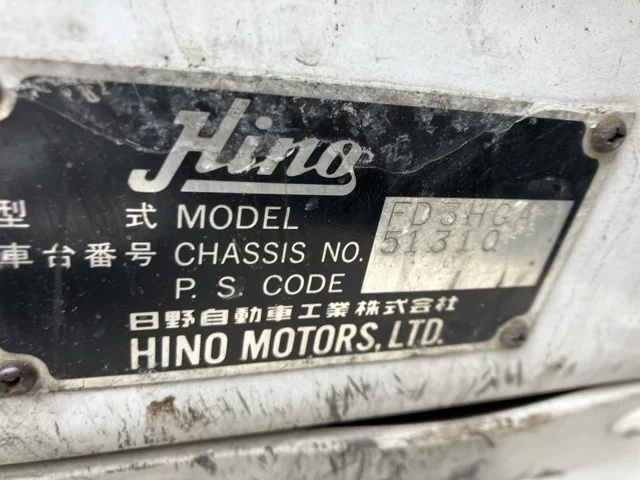 Hino
型 式 MODEL FD3HGA
車台番号 CHASSIS NO. 51310
P. S. CODE
日野自動車工業株式会社
HINO MOTORS, LTD.